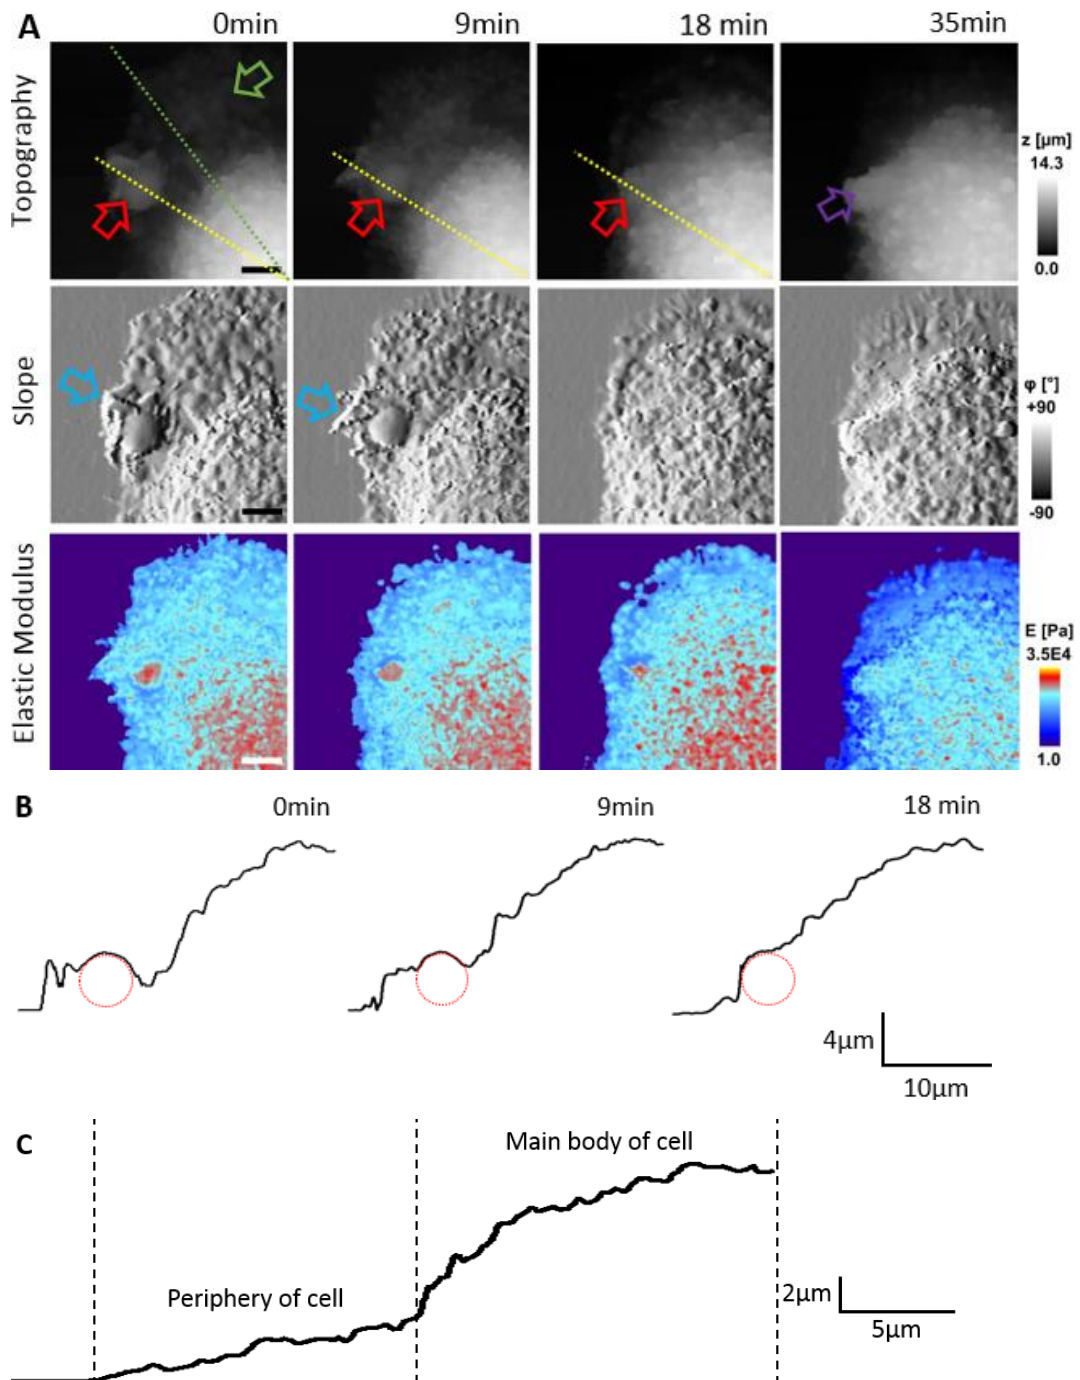 A
0min
9min
18 min
35min
Topography
z [µm]
14.3
0.0
Slope
φ [°]
+90
-90
Elastic Modulus
E [Pa]
3.5E4
1.0
B
0min
9min
18 min
4µm
10µm
C
Main body of cell
Periphery of cell
2µm
5µm